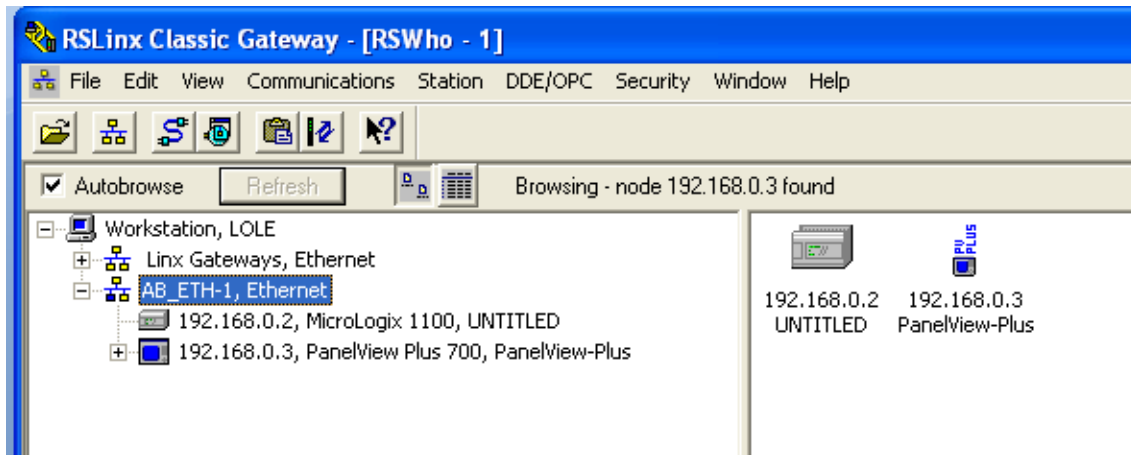 RSLinx Classic Gateway - [RSWho - 1]
File Edit View Communications Station DDE/OPC Security Window Help
Autobrowse Refresh Browsing - node 192.168.0.3 found
Workstation, LOLE
Linx Gateways, Ethernet
AB_ETH-1, Ethernet
192.168.0.2, MicroLogix 1100, UNTITLED
192.168.0.3, PanelView Plus 700, PanelView-Plus
PV PLUS
192.168.0.2 192.168.0.3
UNTITLED PanelView-Plus